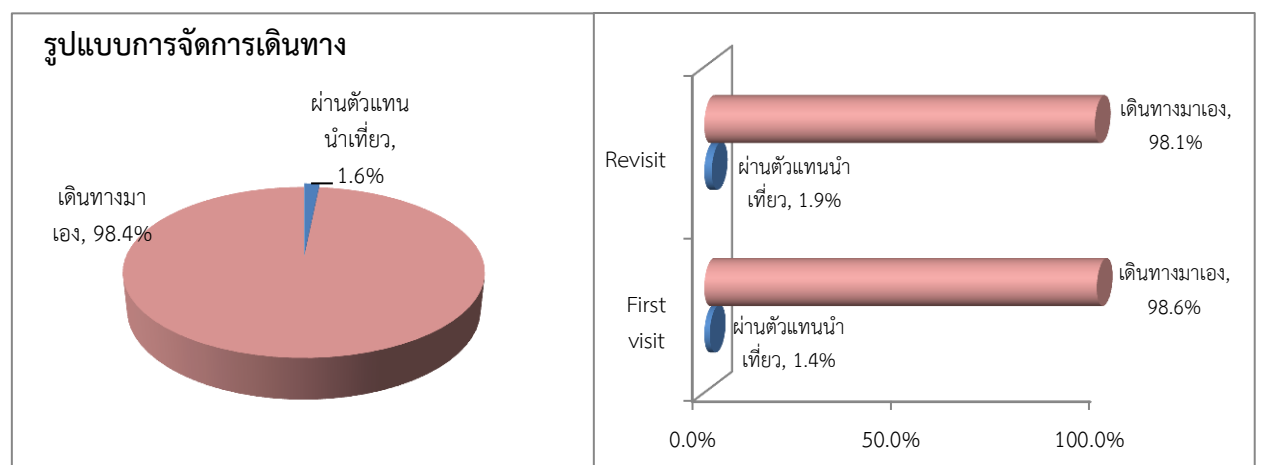 รูปแบบการจัดการเดินทาง
ผ่านตัวแทน
นำเที่ยว,
1.6%
เดินทางมา
เอง, 98.4%
Revisit
เดินทางมาเอง,
98.1%
ผ่านตัวแทนนำ
เที่ยว, 1.9%
First
visit
เดินทางมาเอง,
98.6%
ผ่านตัวแทนนำ
เที่ยว, 1.4%
0.0%
50.0%
100.0%